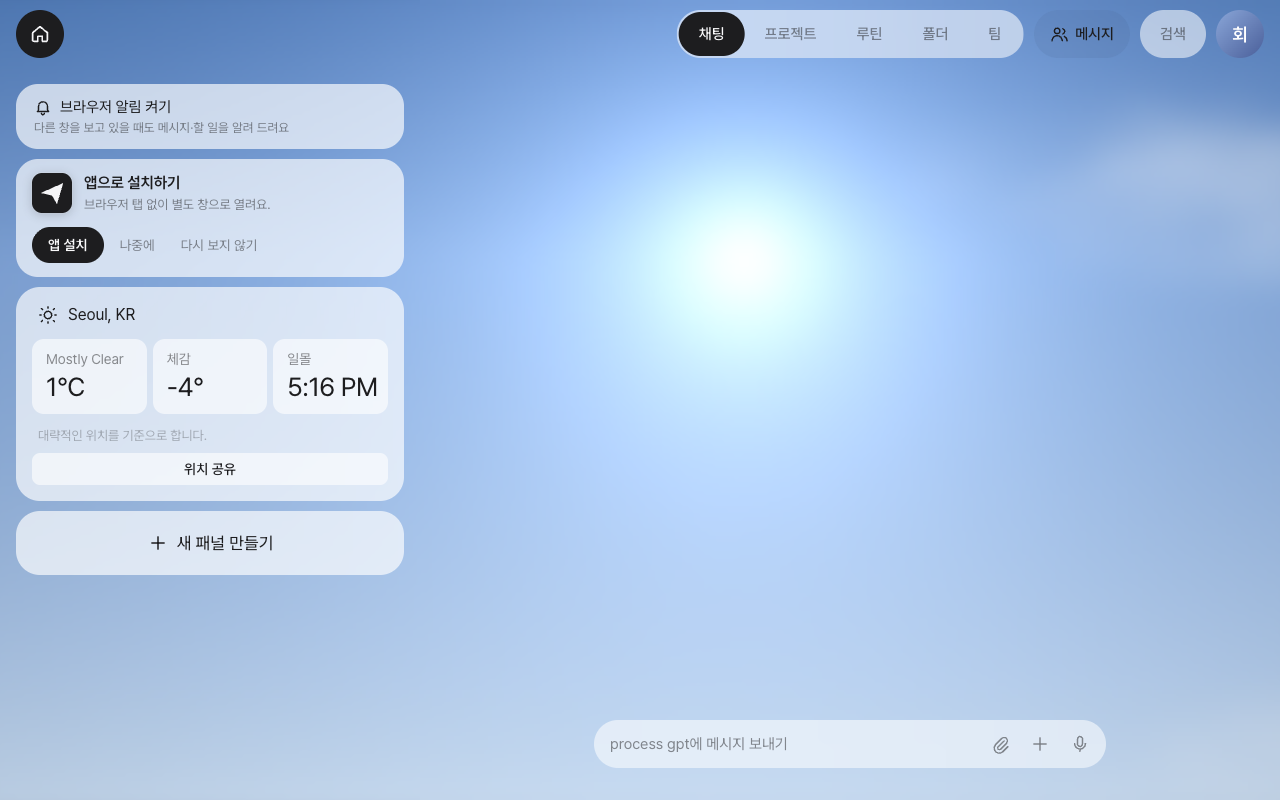 채팅
프로젝트
루틴
폴더
팀
메시지
검색
회
브라우저 알림 켜기
다른 창을 보고 있을 때도 메시지·할 일을 알려 드려요
앱으로 설치하기
브라우저 탭 없이 별도 창으로 열려요.
앱 설치
나중에
다시 보지 않기
Seoul, KR
Mostly Clear
1°C
체감
-4°
일몰
5:16 PM
대략적인 위치를 기준으로 합니다.
위치 공유
새 패널 만들기
process gpt에 메시지 보내기